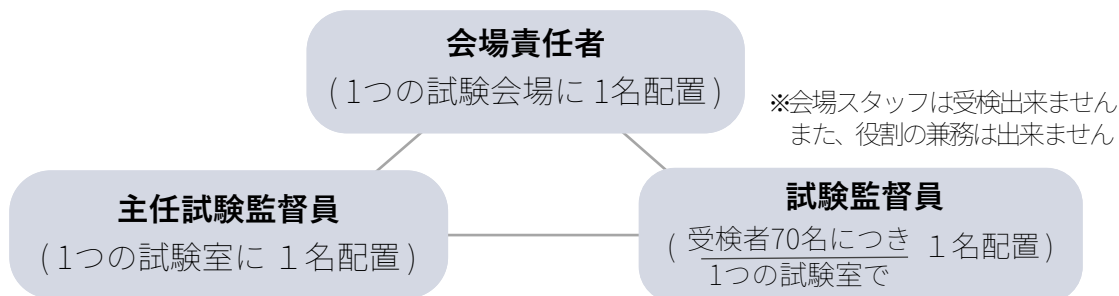 会場責任者
(1つの試験会場に 1名配置)
※会場スタッフは受検出来ません
また、役割の兼務は出来ません
主任試験監督員
(1つの試験室に １名配置)
試験監督員
(受検者70名につき １名配置)
1つの試験室で